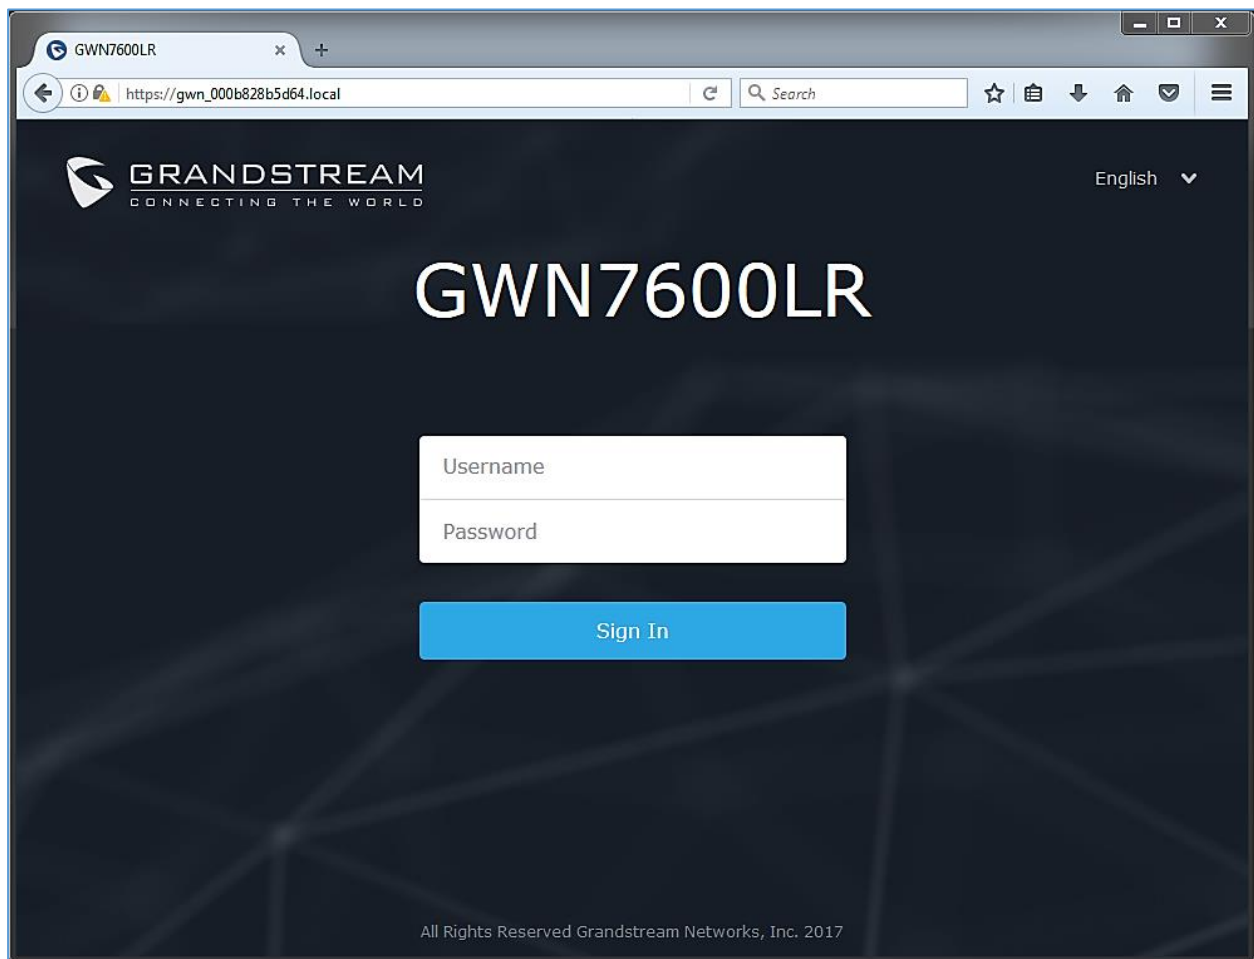 GWN7600LR
https://gwn_000b828b5d64.local
Search
GRANDSTREAM
CONNECTING THE WORLD
English
GWN7600LR
Username
Password
Sign In
All Rights Reserved Grandstream Networks, Inc. 2017